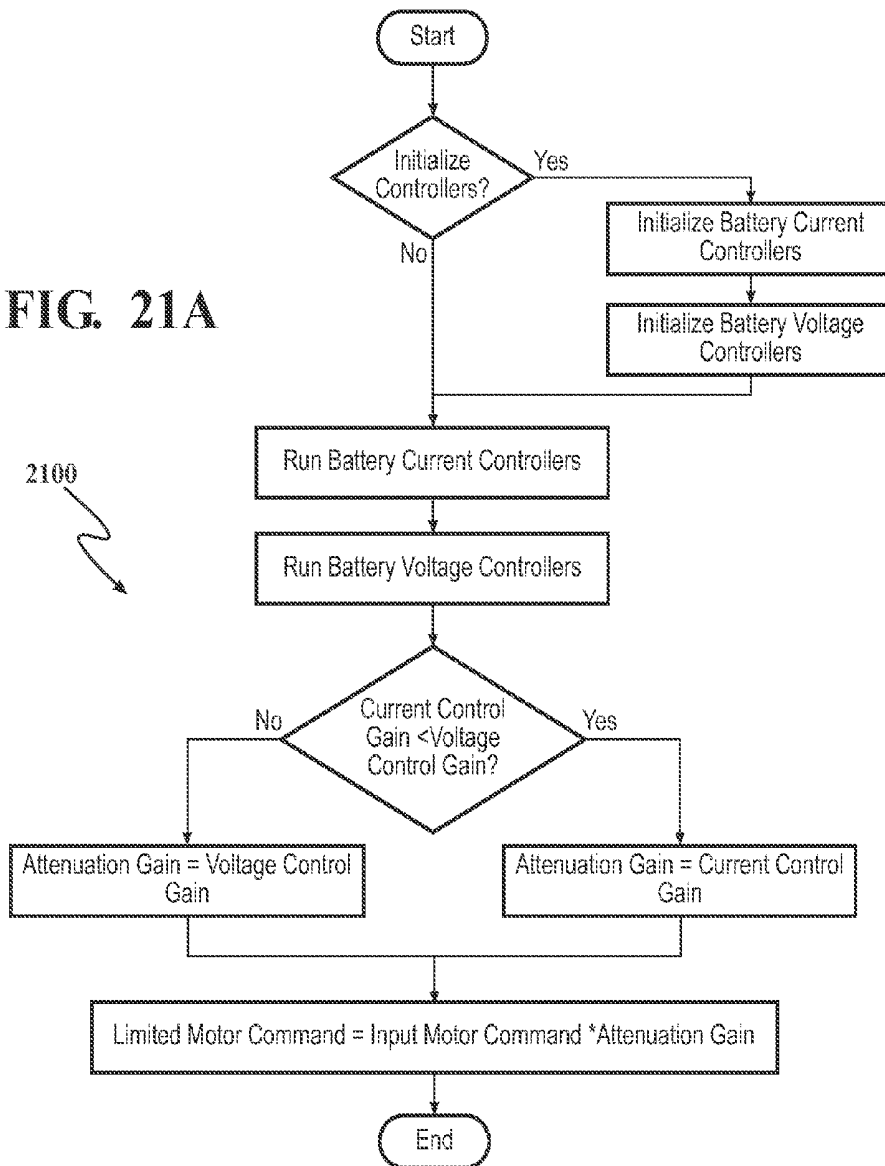 Start
Initialize
Controllers?
Yes
No
Initialize Battery Current
Controllers
Initialize Battery Voltage
Controllers
FIG. 21A
Run Battery Current Controllers
2100
Run Battery Voltage Controllers
Current Control
Gain <Voltage
Control Gain?
No
Yes
Attenuation Gain = Voltage Control
Gain
Attenuation Gain = Current Control
Gain
Limited Motor Command = Input Motor Command *Attenuation Gain
End